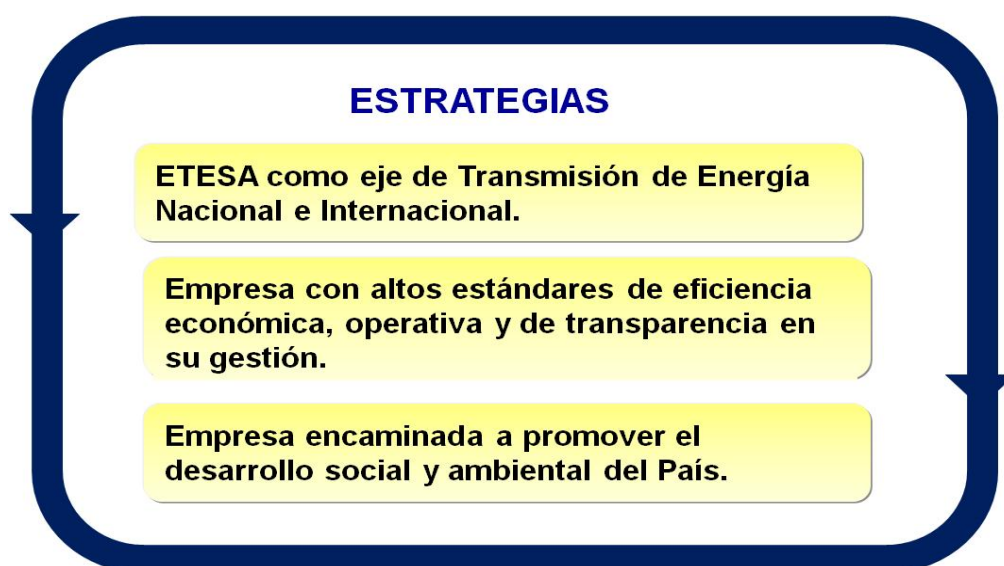 ESTRATEGIAS
ETESA como eje de Transmisión de Energía
Nacional e Internacional.
Empresa con altos estándares de eficiencia
económica, operativa y de transparencia en
su gestión.
Empresa encaminada a promover el
desarrollo social y ambiental del País.